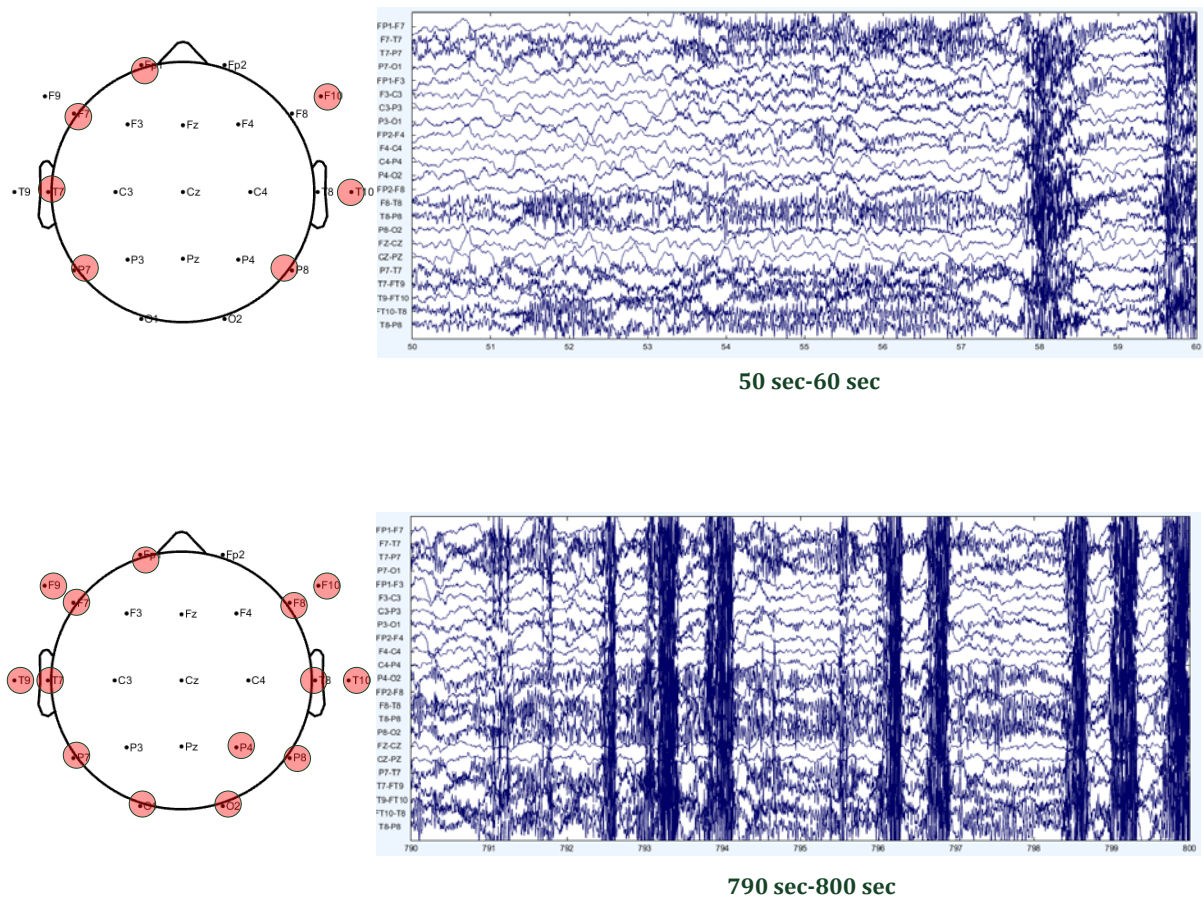 Fp1 Fp2
F9 F10
F7 F8
F3 Fz F4
T9 T7 C3 Cz C4 T8 T10
P3 Pz P4
P7 P8
O1 O2
FP1-F7
F7-T7
T7-P7
P7-O1
FP1-F3
F3-C3
C3-P3
P3-O1
FP2-F4
F4-C4
C4-P4
P4-O2
FP2-F8
F8-T8
T8-P8
P8-O2
FZ-CZ
CZ-PZ
P7-T7
T7-FT9
T9-FT10
FT10-T8
T8-P8
50 51 52 53 54 55 56 57 58 59 60
50 sec-60 sec
Fp1 Fp2
F9 F10
F7 F8
F3 Fz F4
T9 T7 C3 Cz C4 T8 T10
P3 Pz P4
P7 P8
O1 O2
FP1-F7
F7-T7
T7-P7
P7-O1
FP1-F3
F3-C3
C3-P3
P3-O1
FP2-F4
F4-C4
C4-P4
P4-O2
FP2-F8
F8-T8
T8-P8
P8-O2
FZ-CZ
CZ-PZ
P7-T7
T7-FT9
T9-FT10
FT10-T8
T8-P8
790 791 792 793 794 795 796 797 798 799 800
790 sec-800 sec